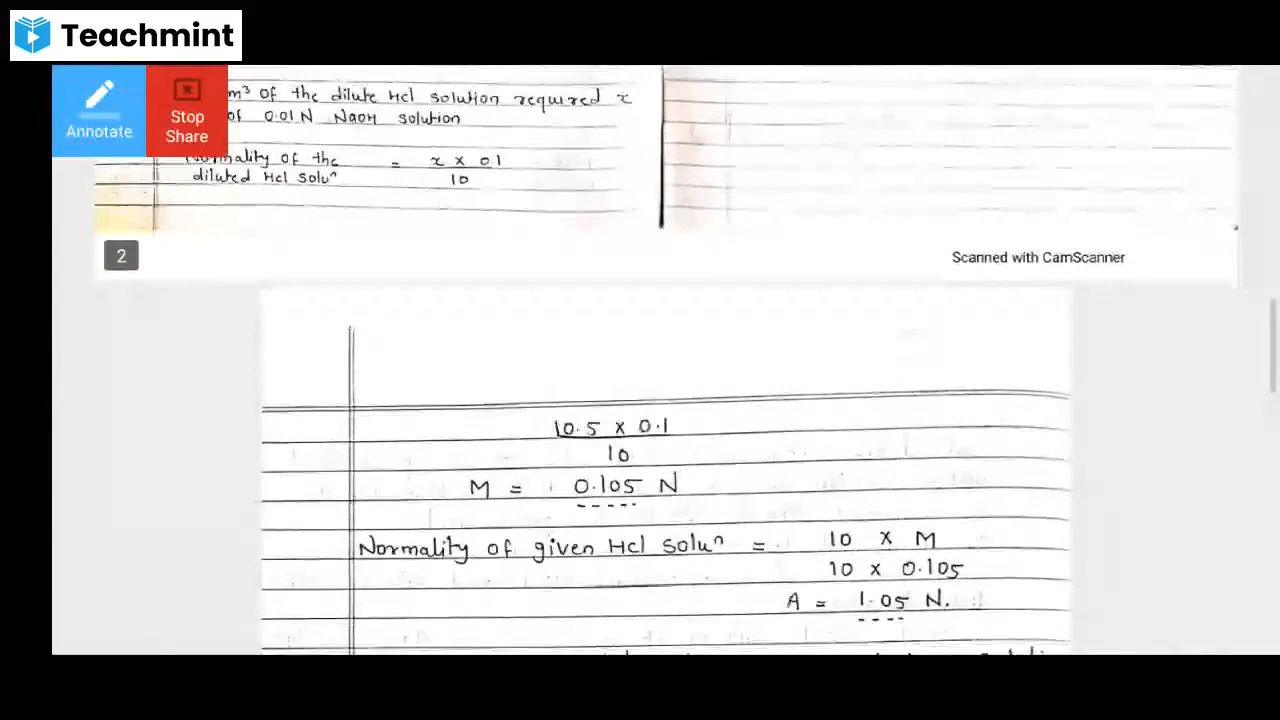 Teachmint
Annotate
Stop
Share
m³ of the dilute Hcl solution required x
of 0.01 N NaOH solution
Normality of the = x x 0.1
diluted Hcl soluⁿ 10
2
Scanned with CamScanner
10.5 x 0.1
10
M = 0.105 N
Normality of given Hcl soluⁿ = 10 x M
10 x 0.105
A = 1.05 N.